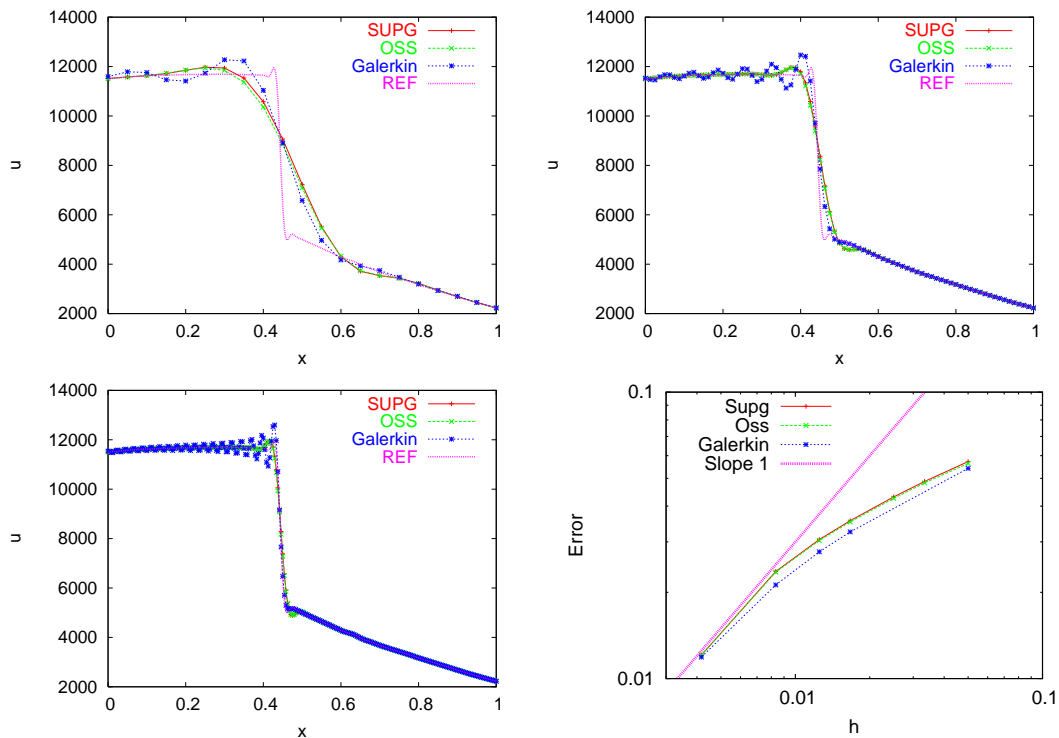 14000
12000
10000
8000
6000
4000
2000
u
0
0.2
0.4
0.6
0.8
1
x
SUPG
OSS
Galerkin
REF
14000
12000
10000
8000
6000
4000
2000
u
0
0.2
0.4
0.6
0.8
1
x
SUPG
OSS
Galerkin
REF
14000
12000
10000
8000
6000
4000
2000
u
0
0.2
0.4
0.6
0.8
1
x
SUPG
OSS
Galerkin
REF
0.1
0.01
Error
0.01
0.1
h
Supg
Oss
Galerkin
Slope 1